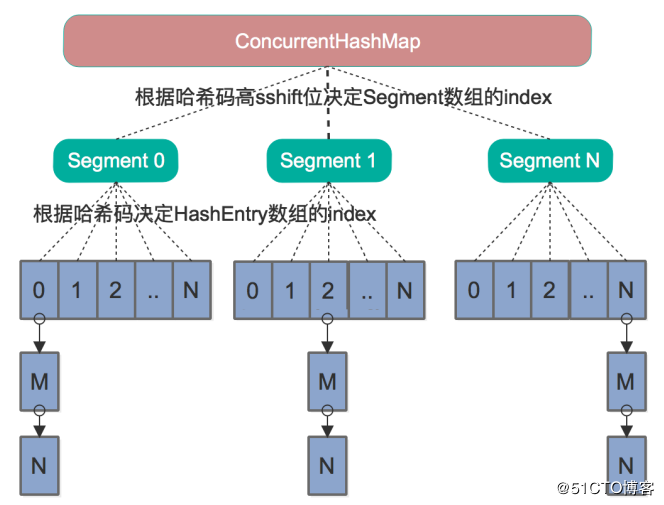 ConcurrentHashMap
根据哈希码高sshift位决定Segment数组的index
Segment 0 Segment 1 Segment N
根据哈希码决定HashEntry数组的index
0 1 2 .. N 0 1 2 .. N 0 1 2 .. N
M M M
N N N
@51CTO博客